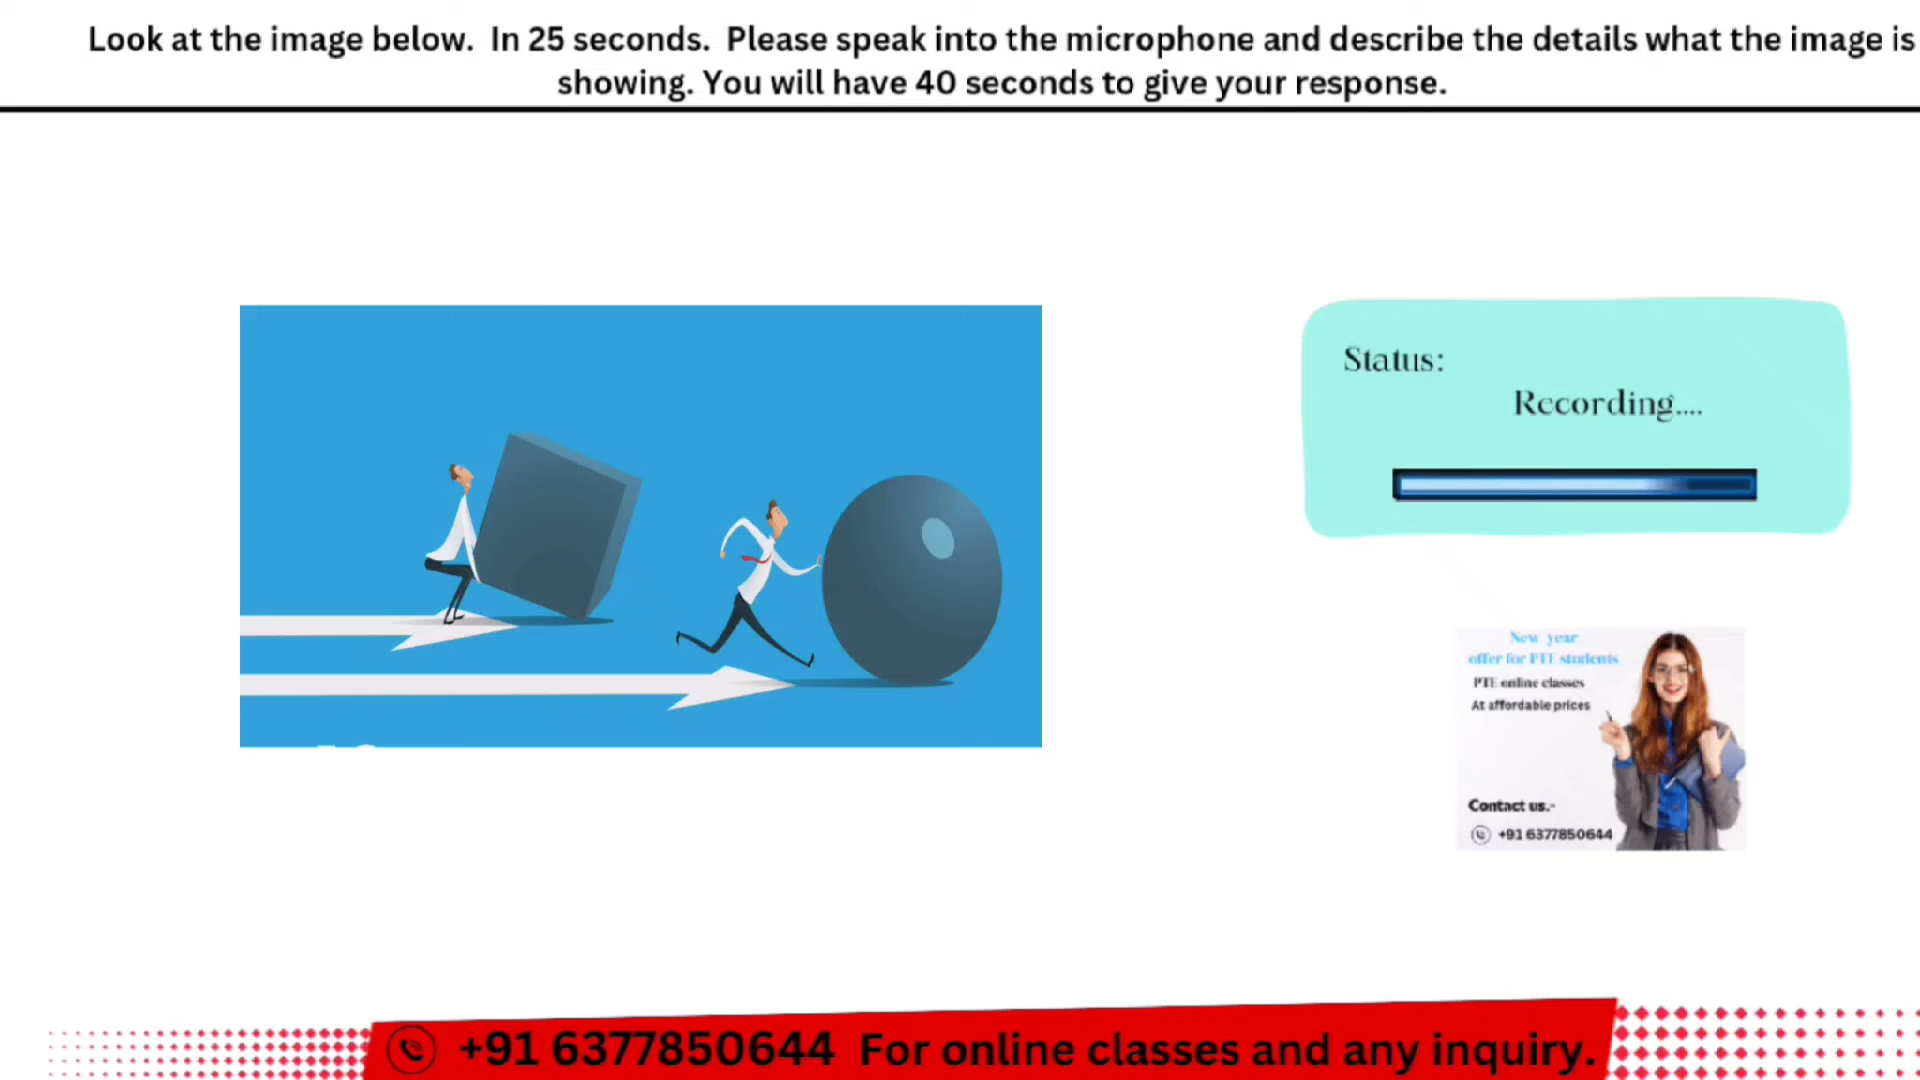 Look at the image below. In 25 seconds. Please speak into the microphone and describe the details what the image is
showing. You will have 40 seconds to give your response.
Status:
Recording....
New year
offer for PTE students
PTE online classes
At affordable prices
Contact us.-
+91 6377850644
+91 6377850644 For online classes and any inquiry.